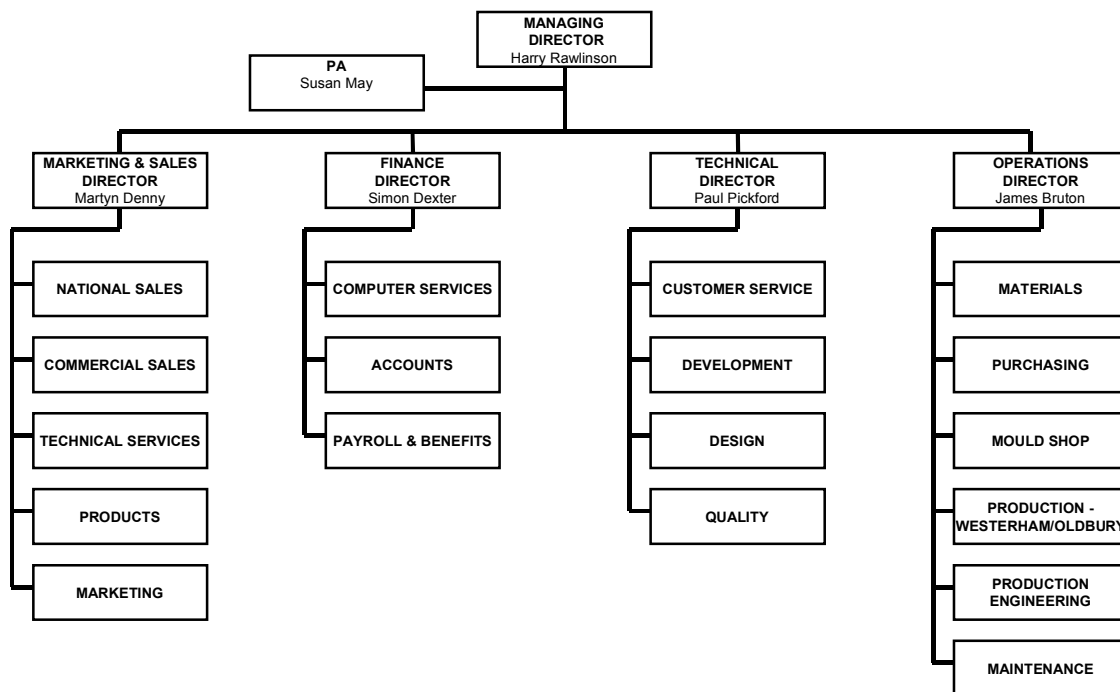 MANAGING
DIRECTOR
Harry Rawlinson
PA
Susan May
MARKETING & SALES
DIRECTOR
Martyn Denny
FINANCE
DIRECTOR
Simon Dexter
TECHNICAL
DIRECTOR
Paul Pickford
OPERATIONS
DIRECTOR
James Bruton
NATIONAL SALES
COMMERCIAL SALES
TECHNICAL SERVICES
PRODUCTS
MARKETING
COMPUTER SERVICES
ACCOUNTS
PAYROLL & BENEFITS
CUSTOMER SERVICE
DEVELOPMENT
DESIGN
QUALITY
MATERIALS
PURCHASING
MOULD SHOP
PRODUCTION -
WESTERHAM/OLDBURY
PRODUCTION
ENGINEERING
MAINTENANCE